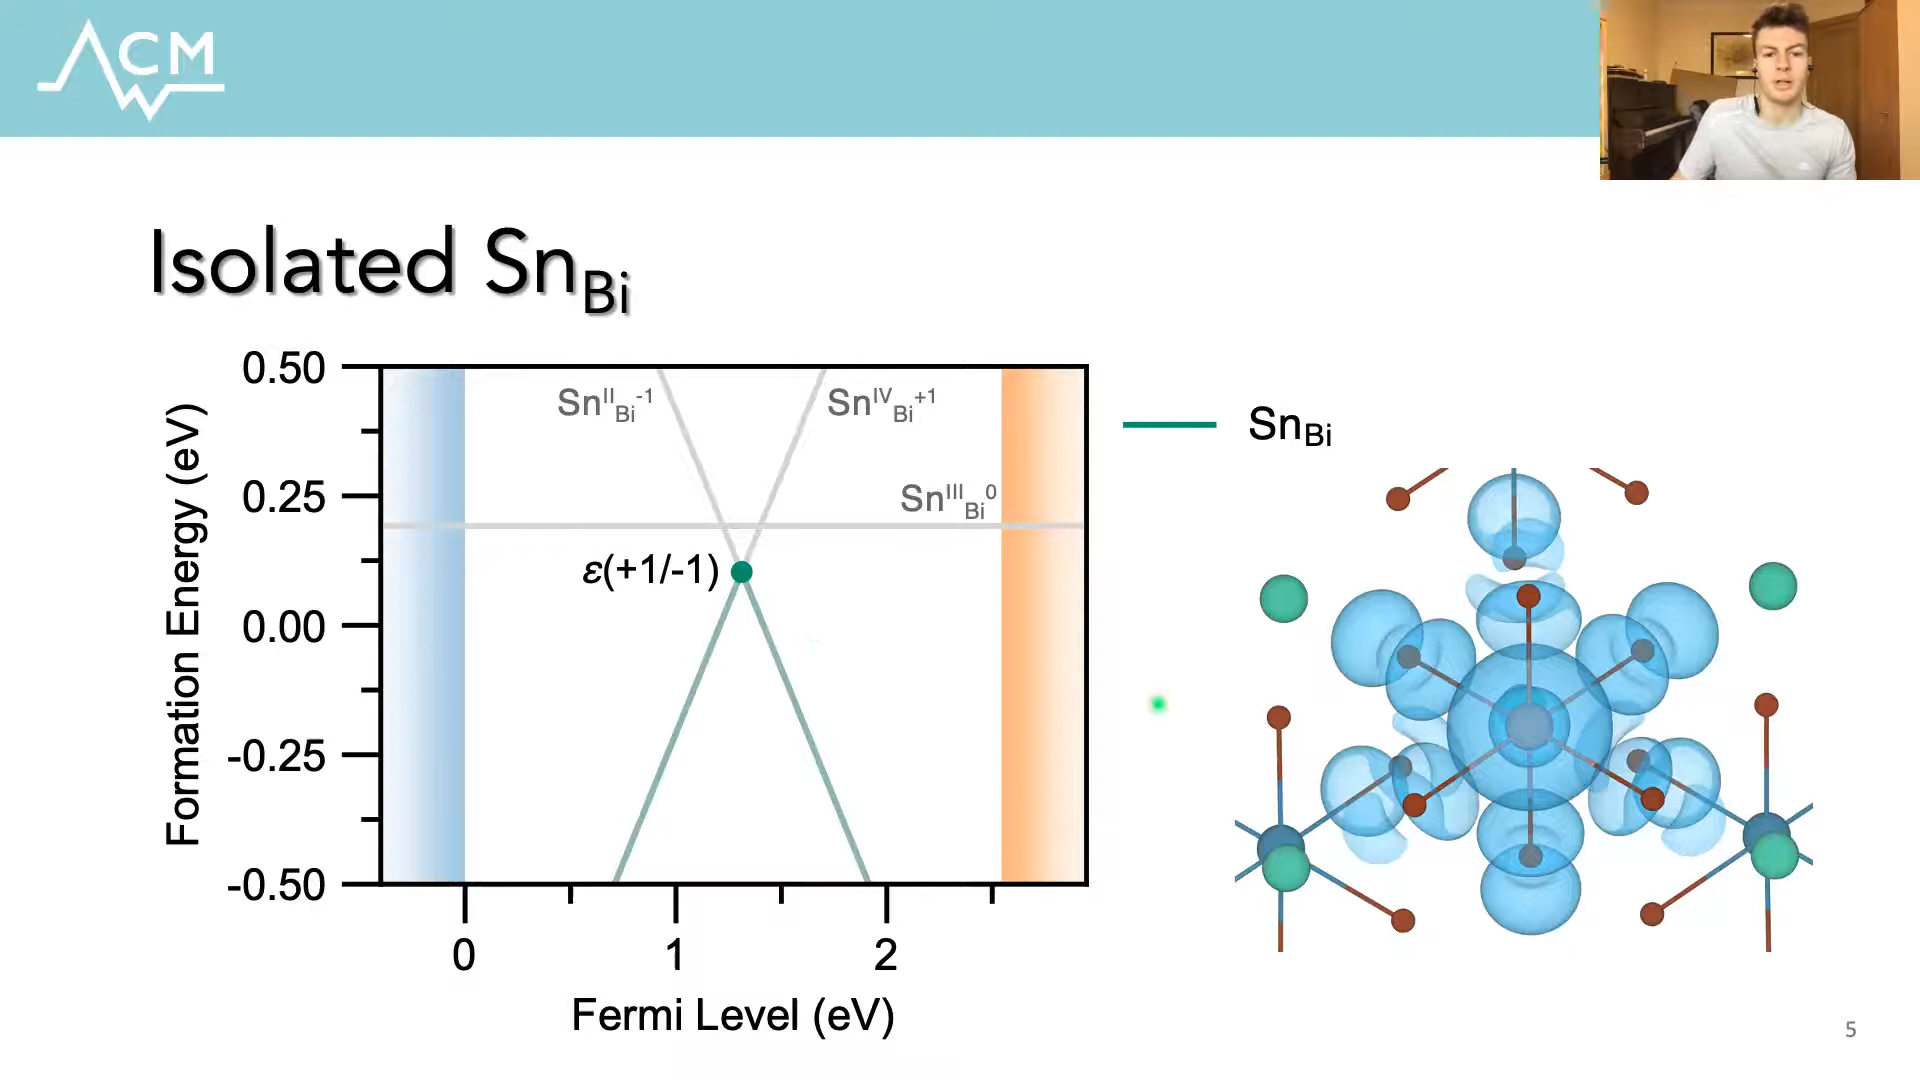 CM
W
Isolated Sn_Bi
0.50
0.25
0.00
-0.25
-0.50
Formation Energy (eV)
Sn^II_Bi^-1
Sn^IV_Bi^+1
Sn^III_Bi^0
ε(+1/-1)
0 1 2
Fermi Level (eV)
Sn_Bi
5